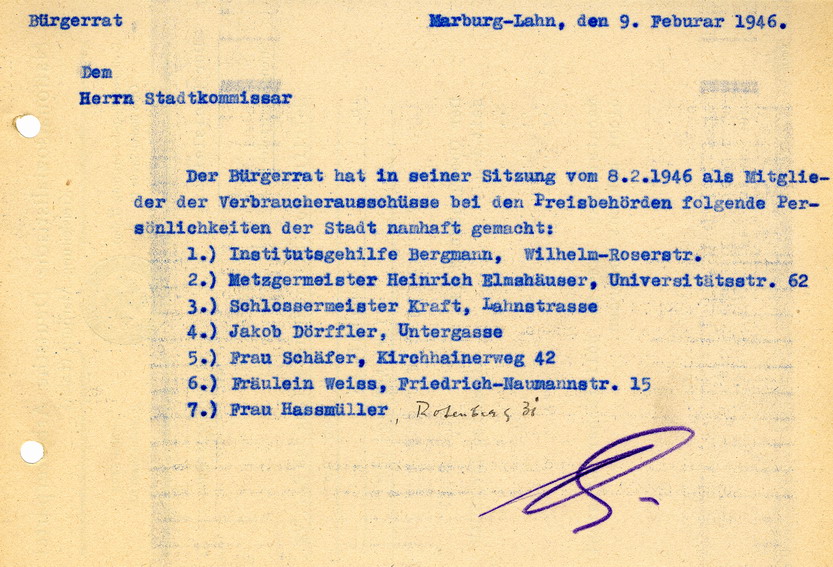 Bürgerrat
Marburg-Lahn, den 9. Feburar 1946.
Dem
Herrn Stadtkommissar
Der Bürgerrat hat in seiner Sitzung vom 8.2.1946 als Mitglie-
der der Verbraucherausschüsse bei den Preisbehörden folgende Per-
sönlichkeiten der Stadt namhaft gemacht:
1.) Institutsgehilfe Bergmann, Wilhelm-Roserstr.
2.) Metzgermeister Heinrich Elmshäuser, Universitätsstr. 62
3.) Schlossermeister Kraft, Lahnstrasse
4.) Jakob Dörffler, Untergasse
5.) Frau Schäfer, Kirchhainerweg 42
6.) Fräulein Weiss, Friedrich-Naumannstr. 15
7.) Frau Hassmüller, Rotenberg